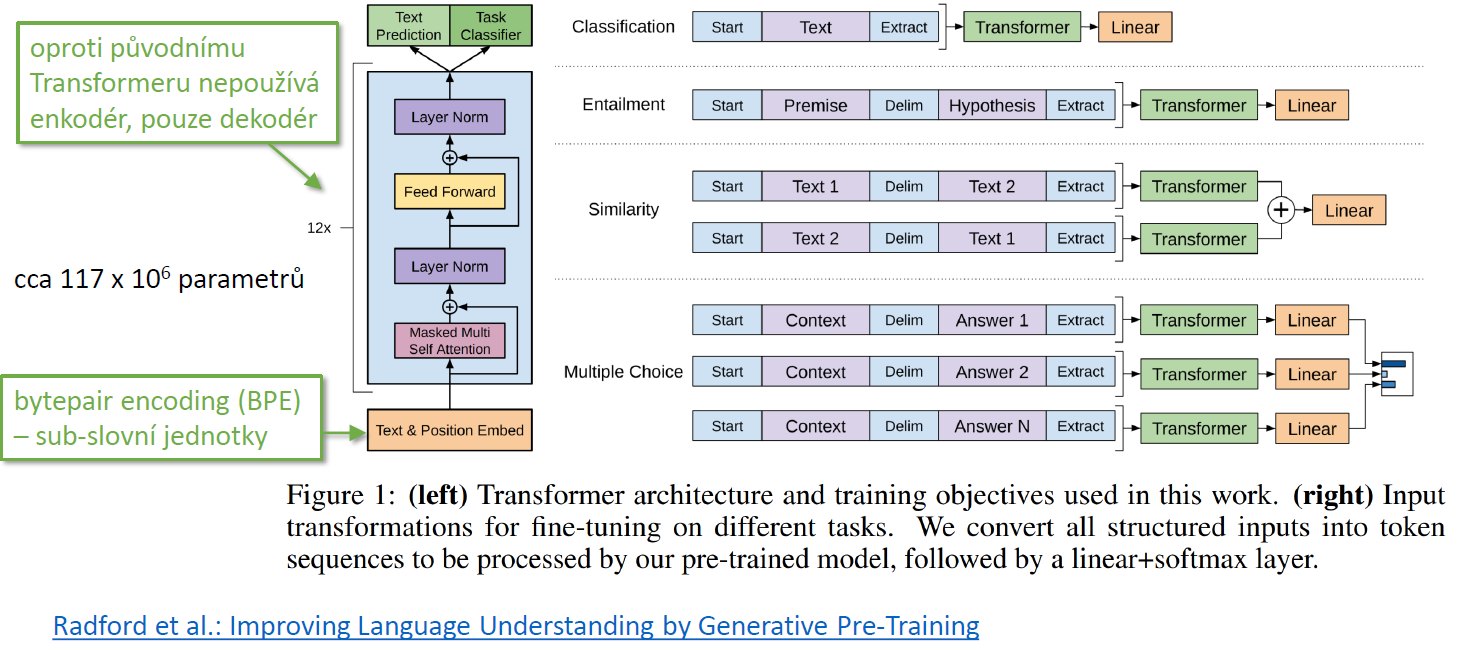 oproti původnímu
Transformeru nepoužívá
enkodér, pouze dekodér
cca 117 x 10⁶ parametrů
bytepair encoding (BPE)
– sub-slovní jednotky
Text
Prediction
Task
Classifier
12x
Layer Norm
Feed Forward
Layer Norm
Masked Multi
Self Attention
Text & Position Embed
Classification Start Text Extract Transformer Linear
Entailment Start Premise Delim Hypothesis Extract Transformer Linear
Similarity
Start Text 1 Delim Text 2 Extract Transformer
Start Text 2 Delim Text 1 Extract Transformer
+ Linear
Multiple Choice
Start Context Delim Answer 1 Extract Transformer Linear
Start Context Delim Answer 2 Extract Transformer Linear
Start Context Delim Answer N Extract Transformer Linear
Figure 1: (left) Transformer architecture and training objectives used in this work. (right) Input
transformations for fine-tuning on different tasks. We convert all structured inputs into token
sequences to be processed by our pre-trained model, followed by a linear+softmax layer.
Radford et al.: Improving Language Understanding by Generative Pre-Training